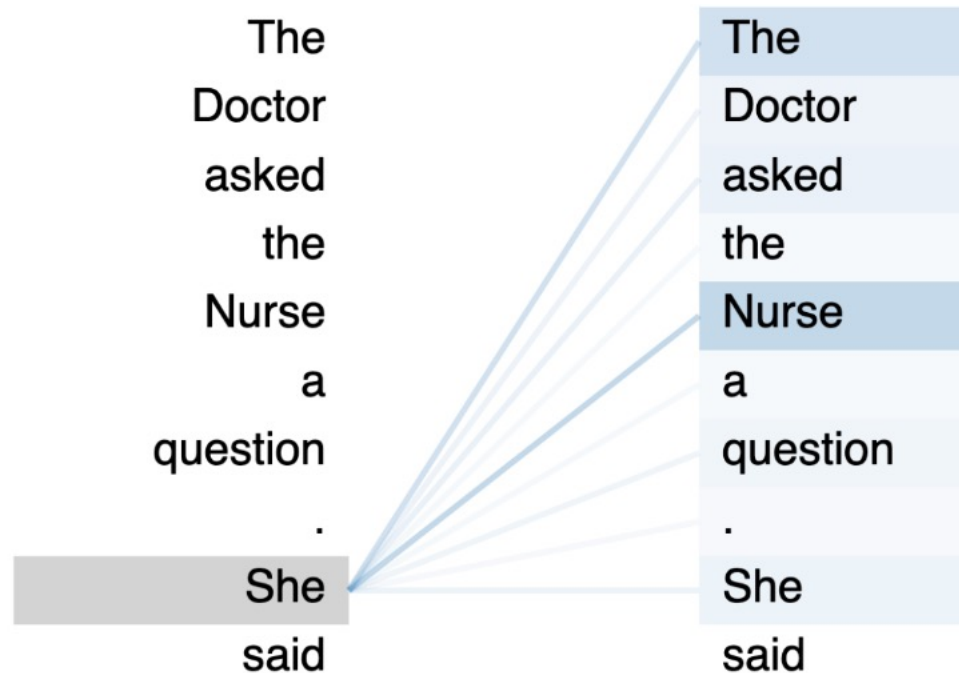 The The
Doctor Doctor
asked asked
the the
Nurse Nurse
a a
question question
. .
She She
said said